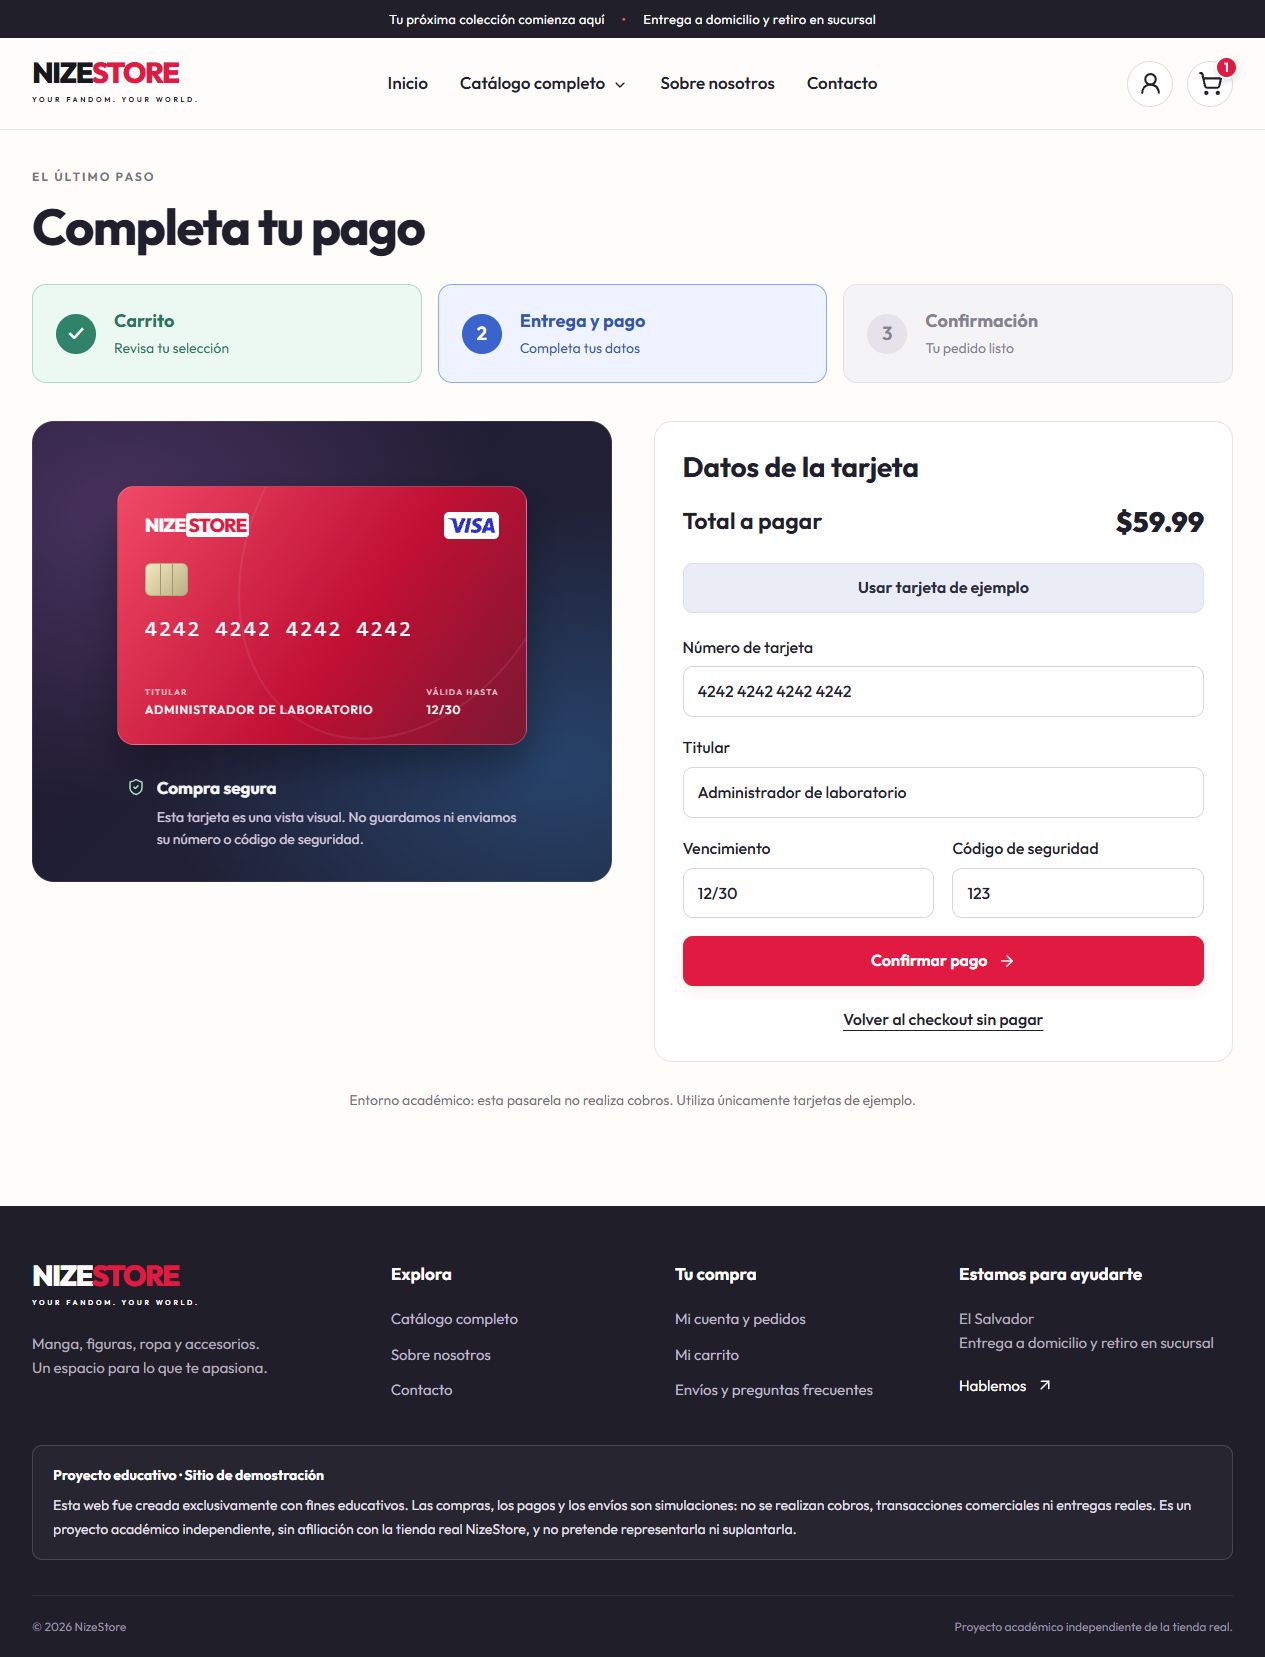 Tu próxima colección comienza aquí • Entrega a domicilio y retiro en sucursal
NIZESTORE
YOUR FANDOM. YOUR WORLD.
Inicio
Catálogo completo
Sobre nosotros
Contacto
1
EL ÚLTIMO PASO
Completa tu pago
Carrito
Revisa tu selección
2
Entrega y pago
Completa tus datos
3
Confirmación
Tu pedido listo
NIZESTORE
VISA
4242 4242 4242 4242
TITULAR
ADMINISTRADOR DE LABORATORIO
VÁLIDA HASTA
12/30
Compra segura
Esta tarjeta es una vista visual. No guardamos ni enviamos
su número o código de seguridad.
Datos de la tarjeta
Total a pagar
$59.99
Usar tarjeta de ejemplo
Número de tarjeta
4242 4242 4242 4242
Titular
Administrador de laboratorio
Vencimiento
12/30
Código de seguridad
123
Confirmar pago
Volver al checkout sin pagar
Entorno académico: esta pasarela no realiza cobros. Utiliza únicamente tarjetas de ejemplo.
NIZESTORE
YOUR FANDOM. YOUR WORLD.
Manga, figuras, ropa y accesorios.
Un espacio para lo que te apasiona.
Explora
Catálogo completo
Sobre nosotros
Contacto
Tu compra
Mi cuenta y pedidos
Mi carrito
Envíos y preguntas frecuentes
Estamos para ayudarte
El Salvador
Entrega a domicilio y retiro en sucursal
Hablemos
Proyecto educativo · Sitio de demostración
Esta web fue creada exclusivamente con fines educativos. Las compras, los pagos y los envíos son simulaciones: no se realizan cobros, transacciones comerciales ni entregas reales. Es un
proyecto académico independiente, sin afiliación con la tienda real NizeStore, y no pretende representarla ni suplantarla.
© 2026 NizeStore
Proyecto académico independiente de la tienda real.